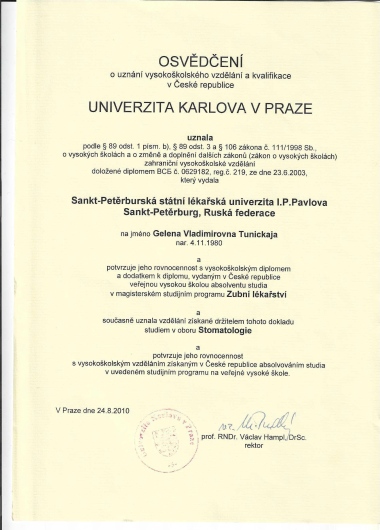 OSVĚDČENÍ
o uznání vysokoškolského vzdělání a kvalifikace
v České republice
UNIVERZITA KARLOVA V PRAZE
uznala
podle § 89 odst. 1 písm. b), § 89 odst. 3 a § 106 zákona č. 111/1998 Sb.,
o vysokých školách a o změně a doplnění dalších zákonů (zákon o vysokých školách)
zahraniční vysokoškolské vzdělání
doložené diplomem ВСБ č. 0629182, reg.č. 219, ze dne 23.6.2003,
který vydala
Sankt-Petěrburská státní lékařská univerzita I.P.Pavlova
Sankt-Petěrburg, Ruská federace
na jméno Gelena Vladimirovna Tunickaja
nar. 4.11.1980
a
potvrzuje jeho rovnocennost s vysokoškolským diplomem
a dodatkem k diplomu, vydaným v České republice
veřejnou vysokou školou absolventu studia
v magisterském studijním programu Zubní lékařství
a
současně uznala vzdělání získané držitelem tohoto dokladu
studiem v oboru Stomatologie
a
potvrzuje jeho rovnocennost
s vysokoškolským vzděláním získaným v České republice absolvováním studia
v uvedeném studijním programu na veřejné vysoké škole.
V Praze dne 24.8.2010
prof. RNDr. Václav Hampl, DrSc.
rektor